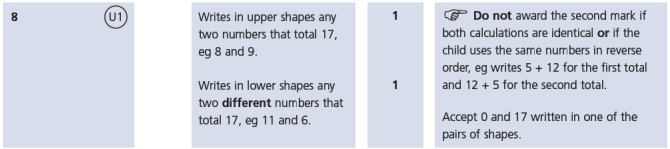 8
U1
Writes in upper shapes any
two numbers that total 17,
eg 8 and 9.
Writes in lower shapes any
two different numbers that
total 17, eg 11 and 6.
1
1
☞ Do not award the second mark if
both calculations are identical or if the
child uses the same numbers in reverse
order, eg writes 5 + 12 for the first total
and 12 + 5 for the second total.
Accept 0 and 17 written in one of the
pairs of shapes.